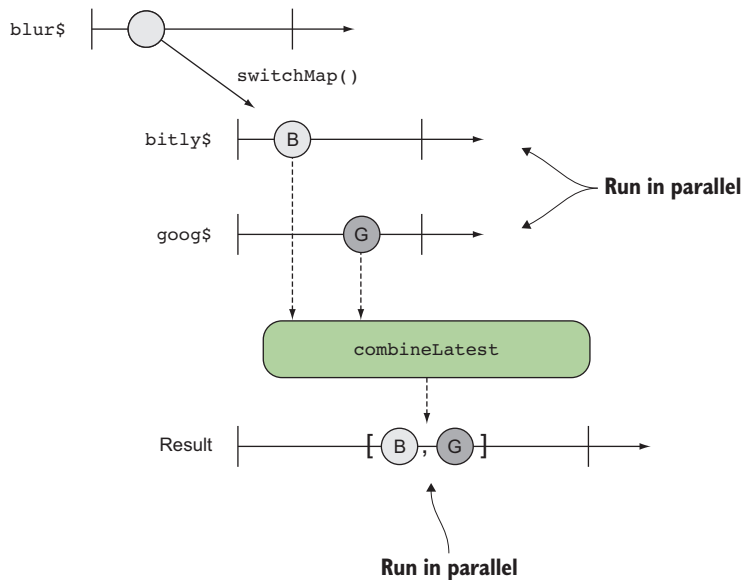 blur$
switchMap()
bitly$
B
Run in parallel
goog$
G
combineLatest
Result
[ B , G ]
Run in parallel